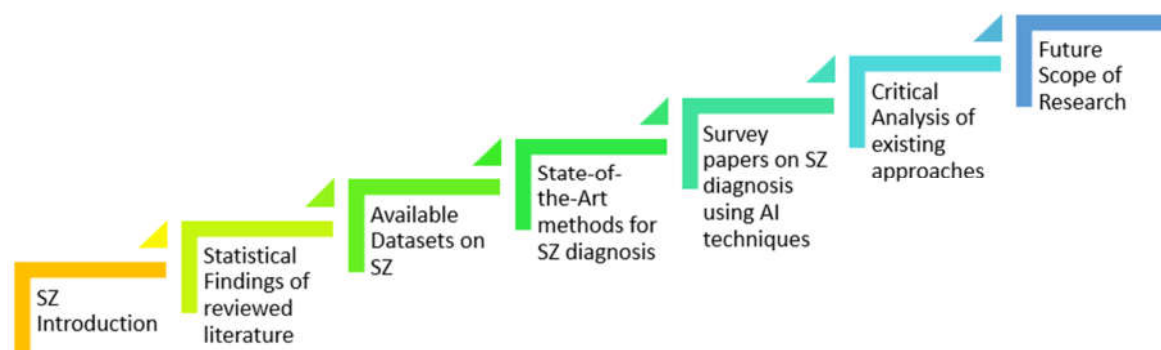 SZ
Introduction
Statistical
Findings of
reviewed
literature
Available
Datasets on
SZ
State-of-
the-Art
methods for
SZ diagnosis
Survey
papers on SZ
diagnosis
using AI
techniques
Critical
Analysis of
existing
approaches
Future
Scope of
Research